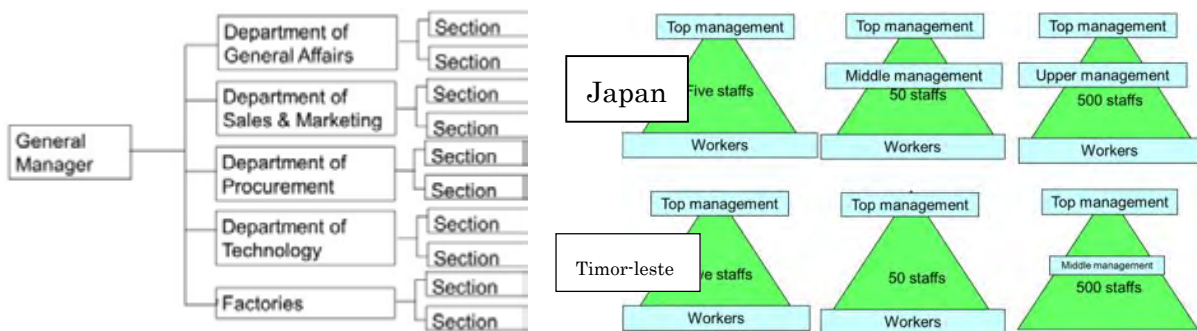 General
Manager
Department of
General Affairs
Section
Section
Department of
Sales & Marketing
Section
Section
Department of
Procurement
Section
Section
Department of
Technology
Section
Section
Factories
Section
Section
Japan
Top management
staffs
Workers
Top management
Middle management
50 staffs
Workers
Top management
Upper management
500 staffs
Workers
Timor-leste
Top management
staffs
Workers
Top management
50 staffs
Workers
Top management
Middle management
500 staffs